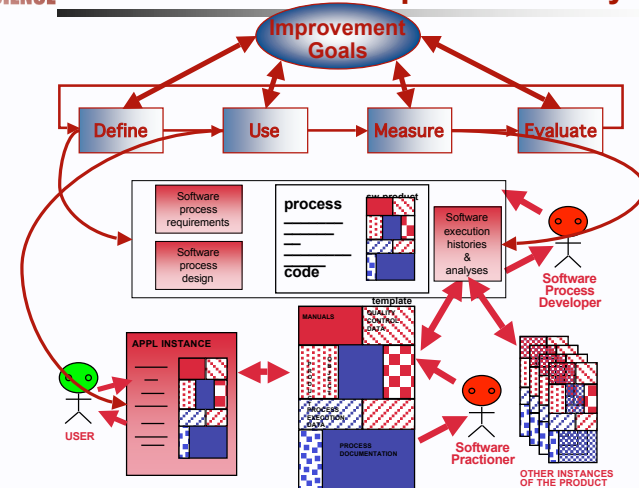 Improvement
Goals
Define
Use
Measure
Evaluate
Software
process
requirements
process
sw product
Software
execution
histories
& 
analyses
Software
process
design
code
template
Software
Process
Developer
MANUALS
QUALITY
CONTROL
DATA
APPL INSTANCE
PROCESS
EXECUTION
DATA
PROCESS
DOCUMENTATION
USER
Software
Practioner
OTHER INSTANCES
OF THE PRODUCT